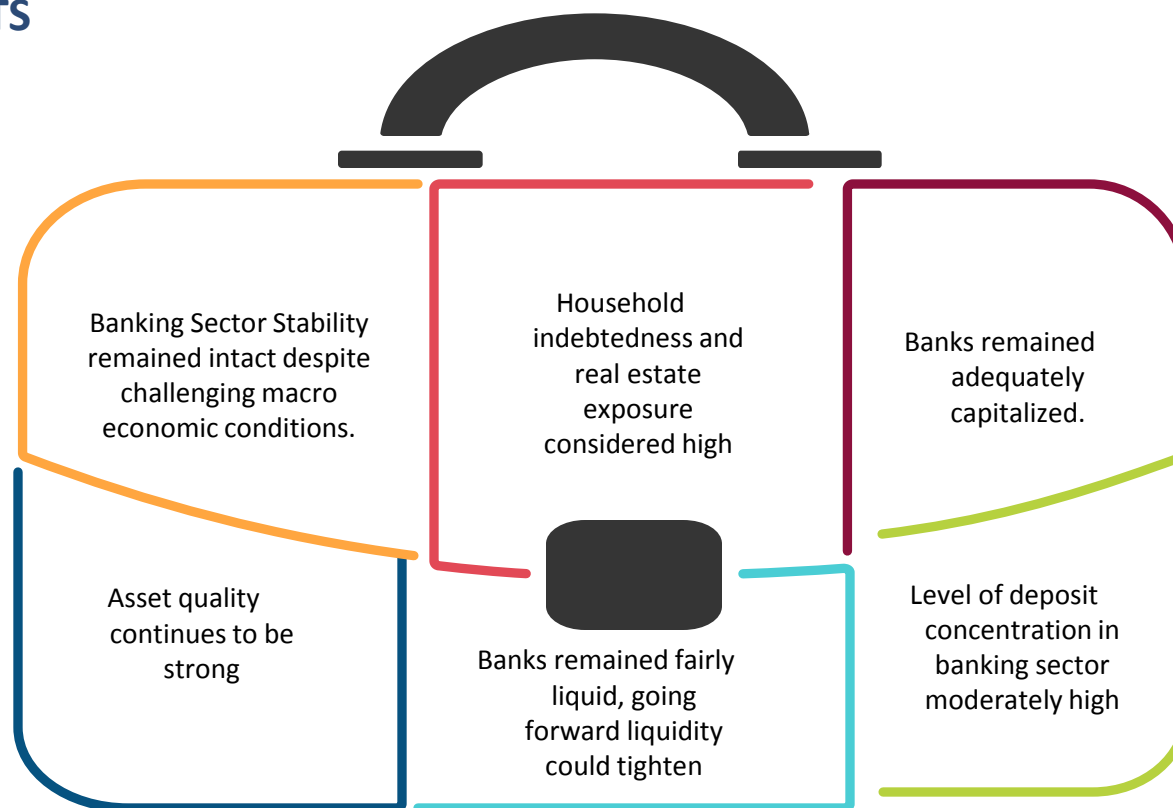 TS
Banking Sector Stability
remained intact despite
challenging macro
economic conditions.
Household
indebtedness and
real estate
exposure
considered high
Banks remained
adequately
capitalized.
Asset quality
continues to be
strong
Banks remained fairly
liquid, going
forward liquidity
could tighten
Level of deposit
concentration in
banking sector
moderately high